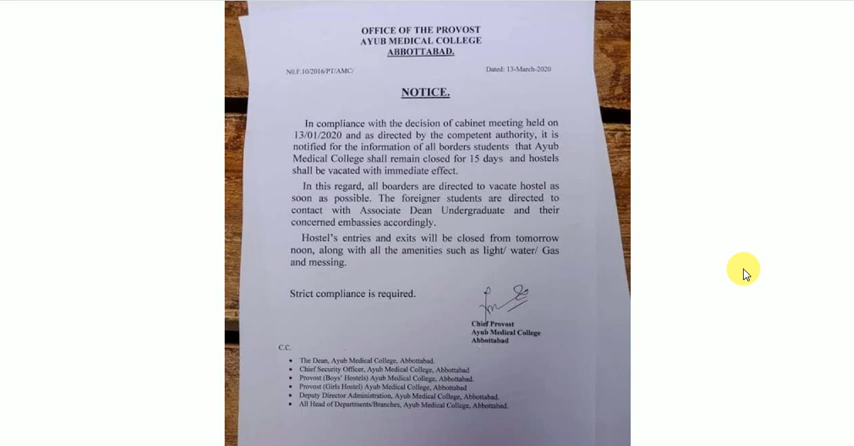 OFFICE OF THE PROVOST
AYUB MEDICAL COLLEGE
ABBOTTABAD.
N0.F.10/2016/PT/AMC/ Dated: 13-March-2020
NOTICE.
In compliance with the decision of cabinet meeting held on
13/01/2020 and as directed by the competent authority, it is
notified for the information of all borders students that Ayub
Medical College shall remain closed for 15 days and hostels
shall be vacated with immediate effect.
In this regard, all boarders are directed to vacate hostel as
soon as possible. The foreigner students are directed to
contact with Associate Dean Undergraduate and their
concerned embassies accordingly.
Hostel's entries and exits will be closed from tomorrow
noon, along with all the amenities such as light/ water/ Gas
and messing.
Strict compliance is required.
Chief Provost
Ayub Medical College
Abbottabad
C.C.
• The Dean, Ayub Medical College, Abbottabad.
• Chief Security Officer, Ayub Medical College, Abbottabad
• Provost (Boys' Hostels) Ayub Medical College, Abbottabad.
• Provost (Girls Hostel) Ayub Medical College, Abbottabad
• Deputy Director Administration, Ayub Medical College, Abbottabad.
• All Head of Departments/Branches, Ayub Medical College, Abbottabad.